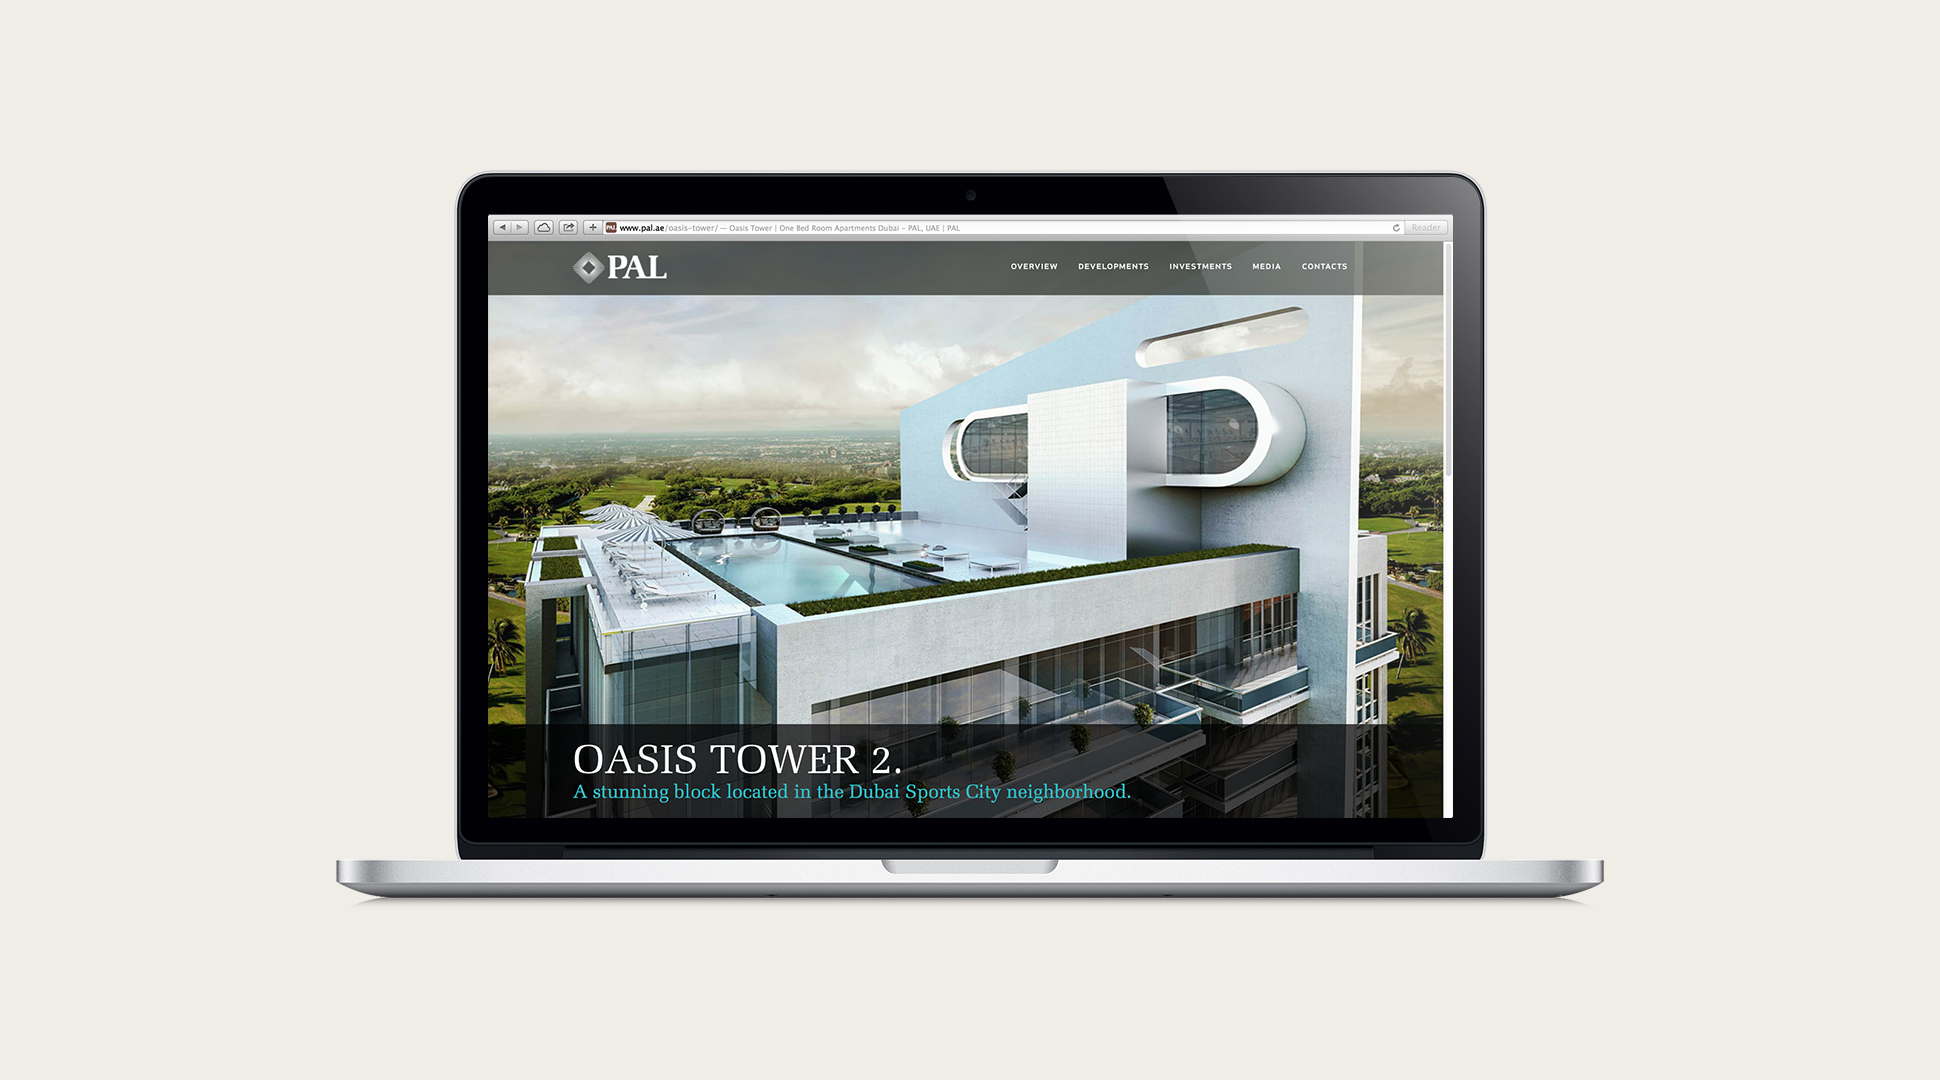 www.pal.ae/oasis-tower/ — Oasis Tower | One Bed Room Apartments Dubai – PAL, UAE | PAL
Reader
PAL
OVERVIEW DEVELOPMENTS INVESTMENTS MEDIA CONTACTS
OASIS TOWER 2.
A stunning block located in the Dubai Sports City neighborhood.